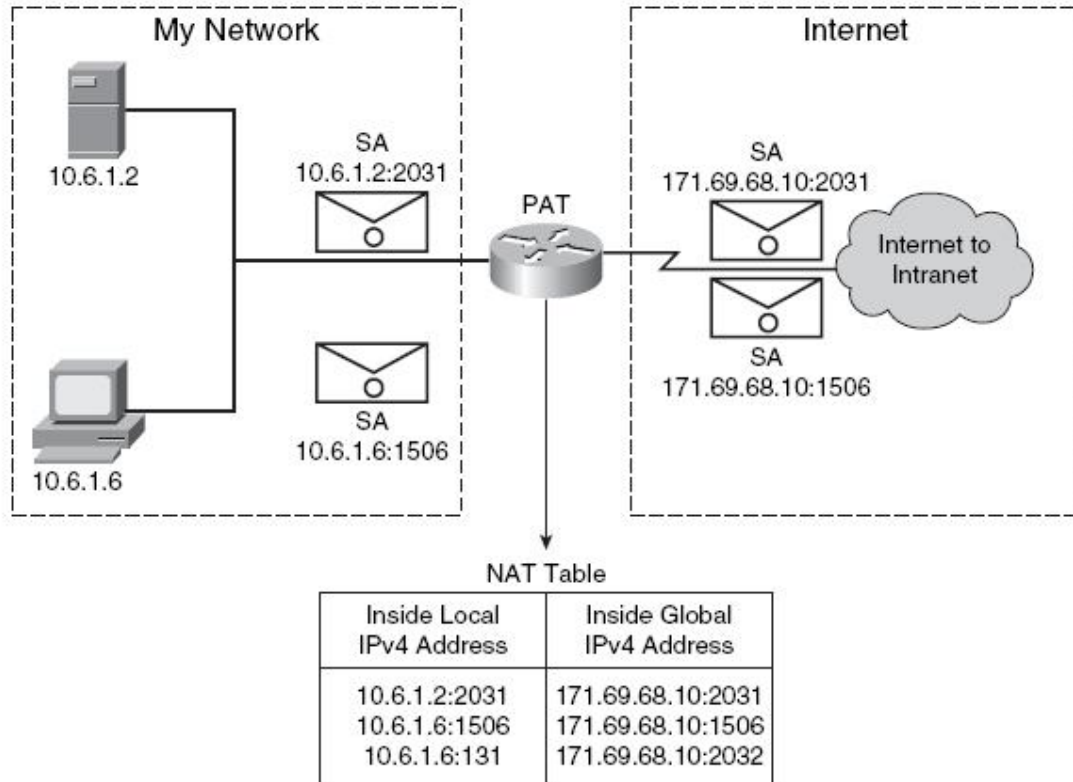 My Network
Internet
10.6.1.2
SA
10.6.1.2:2031
PAT
SA
171.69.68.10:2031
Internet to
Intranet
10.6.1.6
SA
10.6.1.6:1506
SA
171.69.68.10:1506
NAT Table
Inside Local
IPv4 Address
Inside Global
IPv4 Address
10.6.1.2:2031
171.69.68.10:2031
10.6.1.6:1506
171.69.68.10:1506
10.6.1.6:131
171.69.68.10:2032